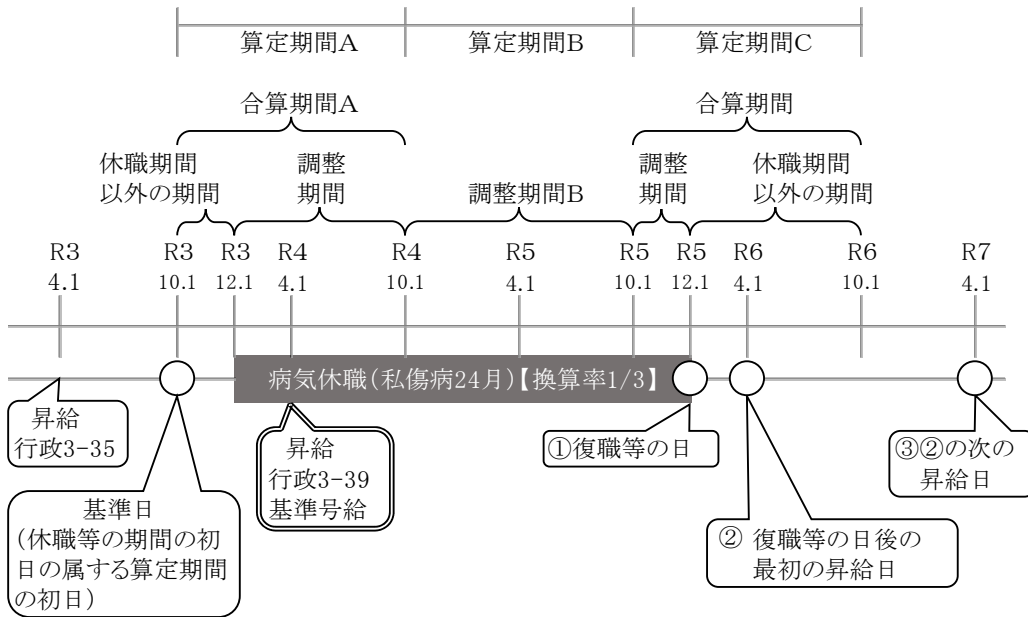 算定期間A
算定期間B
算定期間C
合算期間A
合算期間
休職期間
以外の期間
調整
期間
調整期間B
調整
期間
休職期間
以外の期間
R3
4.1
R3
10.1
R3
12.1
R4
4.1
R4
10.1
R5
4.1
R5
10.1
R5
12.1
R6
4.1
R6
10.1
R7
4.1
病気休職(私傷病24月)【換算率1/3】
昇給
行政3-35
昇給
行政3-39
基準号給
①復職等の日
③②の次の
昇給日
基準日
(休職等の期間の初
日の属する算定期間
の初日)
② 復職等の日後の
最初の昇給日